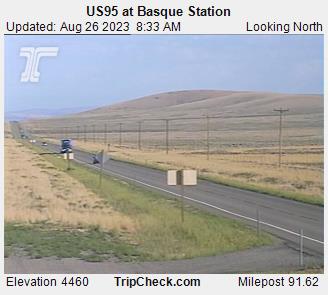 US95 at Basque Station
Updated: Aug 26 2023 8:33 AM Looking North
Elevation 4460 TripCheck.com Milepost 91.62